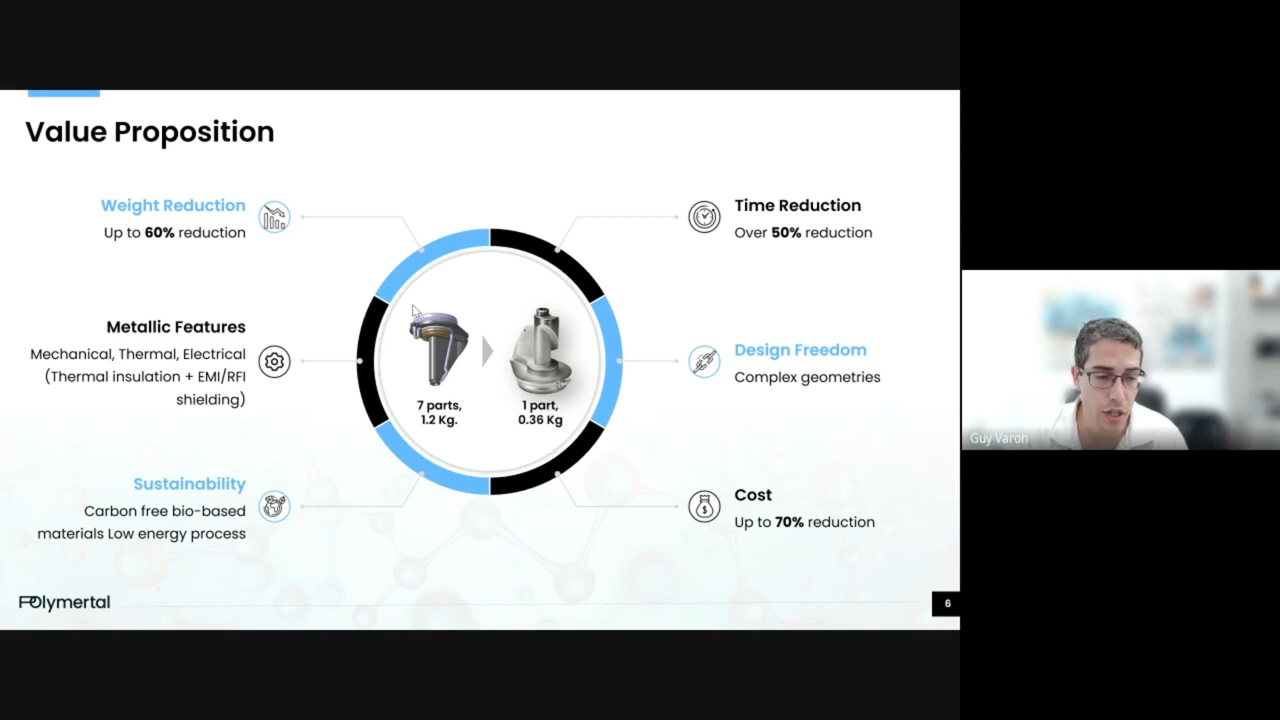 Value Proposition
Weight Reduction
Up to 60% reduction
Metallic Features
Mechanical, Thermal, Electrical
(Thermal insulation + EMI/RFI
shielding)
Sustainability
Carbon free bio-based
materials Low energy process
7 parts,
1.2 Kg.
1 part,
0.36 Kg
Time Reduction
Over 50% reduction
Design Freedom
Complex geometries
Cost
Up to 70% reduction
Polymertal
6
Guy Varon